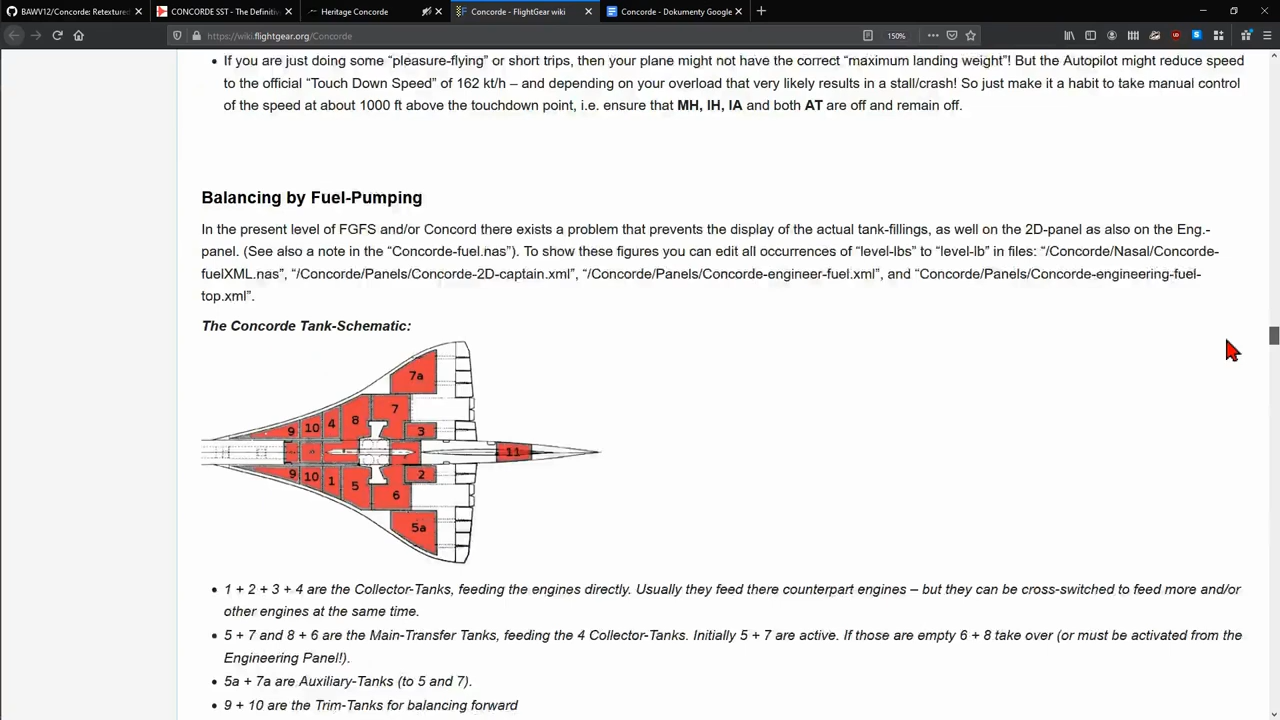 BAWV12/Concorde: Retextured
CONCORDE SST - The Definiti
Heritage Concorde
Concorde - FlightGear wiki
Concorde - Dokumenty Google
https://wiki.flightgear.org/Concorde
150%
• If you are just doing some “pleasure-flying” or short trips, then your plane might not have the correct “maximum landing weight”! But the Autopilot might reduce speed
to the official “Touch Down Speed” of 162 kt/h – and depending on your overload that very likely results in a stall/crash! So just make it a habit to take manual control
of the speed at about 1000 ft above the touchdown point, i.e. ensure that MH, IH, IA and both AT are off and remain off.
Balancing by Fuel-Pumping
In the present level of FGFS and/or Concord there exists a problem that prevents the display of the actual tank-fillings, as well on the 2D-panel as also on the Eng.-
panel. (See also a note in the “Concorde-fuel.nas”). To show these figures you can edit all occurrences of “level-lbs” to “level-lb” in files: “/Concorde/Nasal/Concorde-
fuelXML.nas”, “/Concorde/Panels/Concorde-2D-captain.xml”, “/Concorde/Panels/Concorde-engineer-fuel.xml”, and “Concorde/Panels/Concorde-engineering-fuel-
top.xml”.
The Concorde Tank-Schematic:
7a
7
9 10 4 8
3
11
9 10 1 5
2
6
5a
• 1 + 2 + 3 + 4 are the Collector-Tanks, feeding the engines directly. Usually they feed there counterpart engines – but they can be cross-switched to feed more and/or
other engines at the same time.
• 5 + 7 and 8 + 6 are the Main-Transfer Tanks, feeding the 4 Collector-Tanks. Initially 5 + 7 are active. If those are empty 6 + 8 take over (or must be activated from the
Engineering Panel!).
• 5a + 7a are Auxiliary-Tanks (to 5 and 7).
• 9 + 10 are the Trim-Tanks for balancing forward